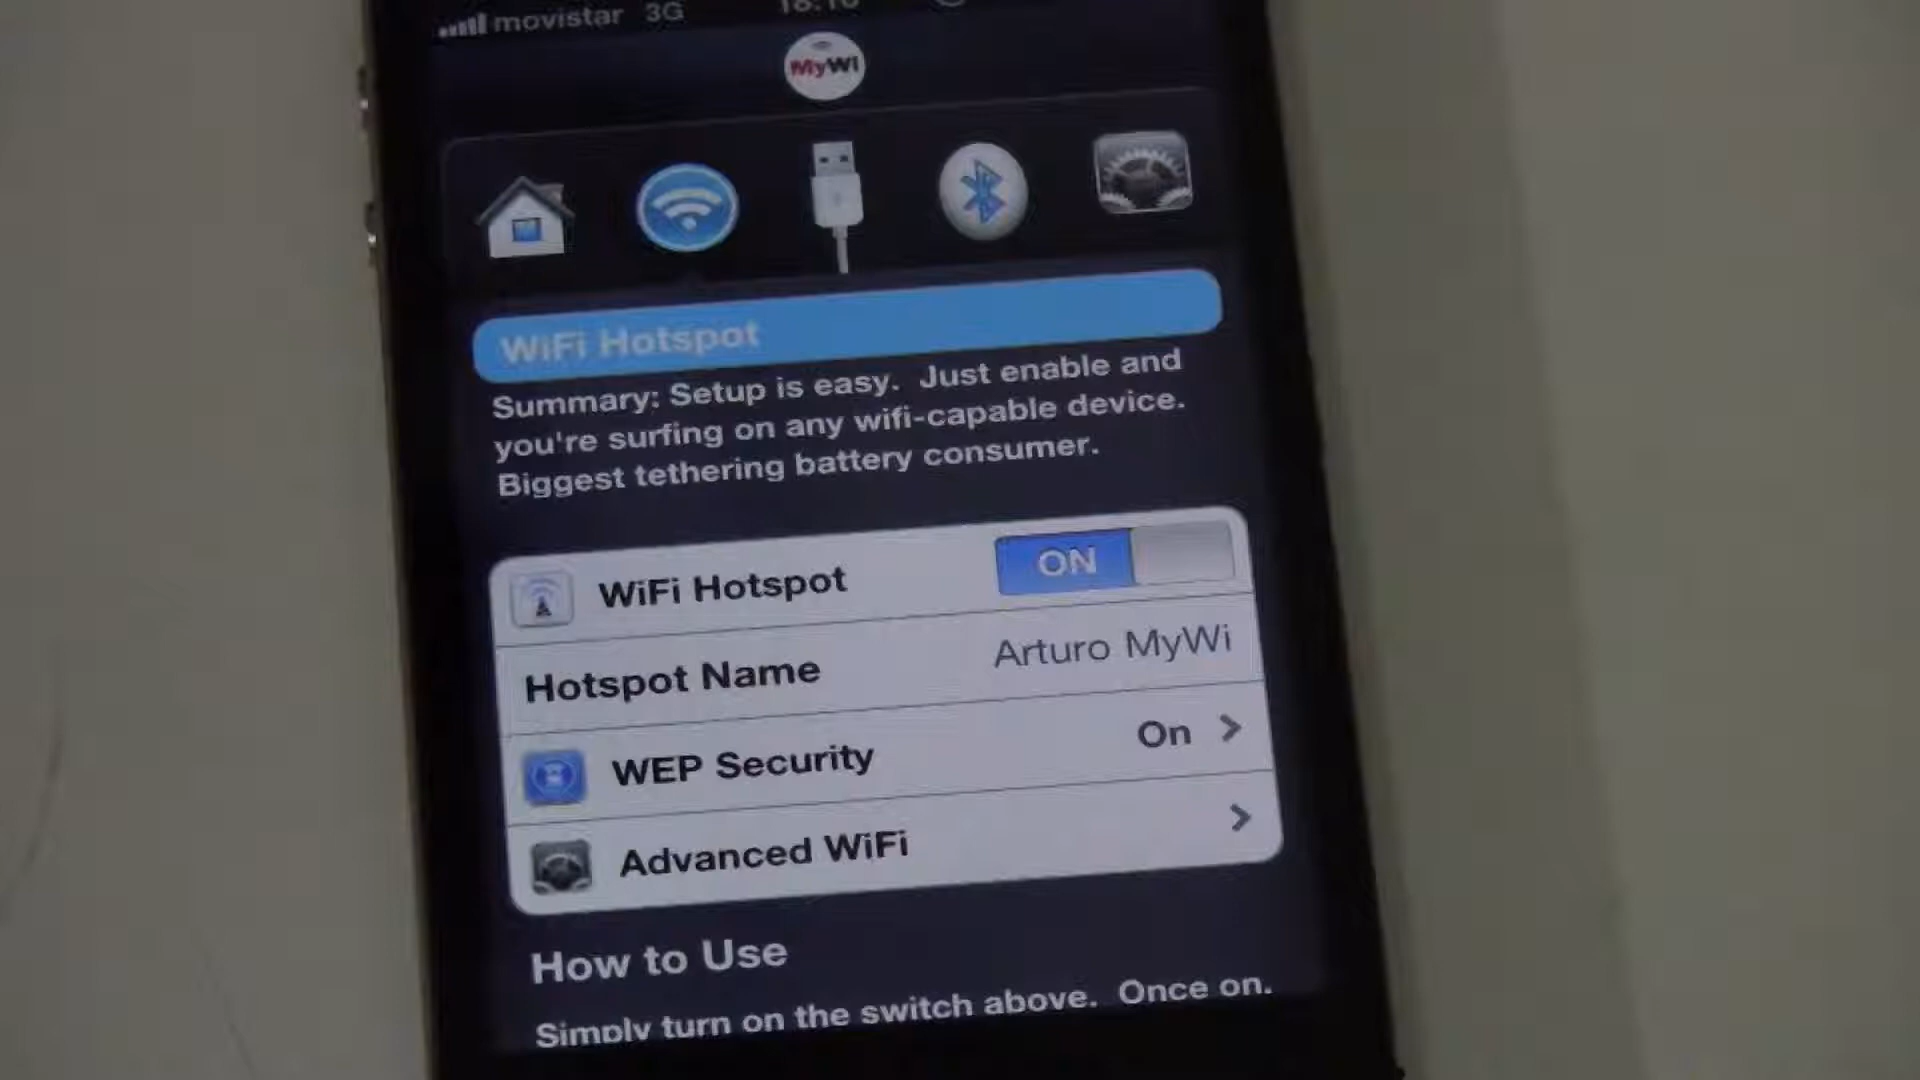 movistar 3G
MyWi
WiFi Hotspot
Summary: Setup is easy. Just enable and
you're surfing on any wifi-capable device.
Biggest tethering battery consumer.
WiFi Hotspot ON
Hotspot Name Arturo MyWi
WEP Security On
Advanced WiFi
How to Use
Simply turn on the switch above. Once on.